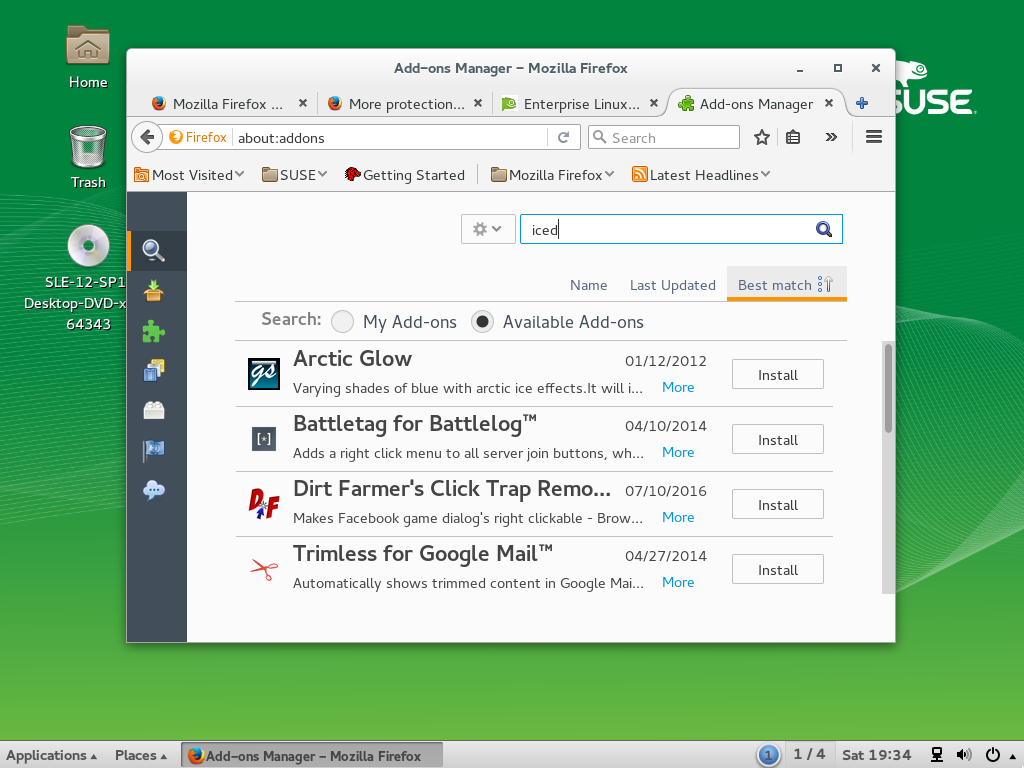 Home
Trash
SLE-12-SP1
Desktop-DVD-x
64343
SUSE
Add-ons Manager – Mozilla Firefox
Mozilla Firefox ...
More protection...
Enterprise Linux...
Add-ons Manager
Firefox
about:addons
Search
Most Visited
SUSE
Getting Started
Mozilla Firefox
Latest Headlines
iced
Name
Last Updated
Best match
Search:
My Add-ons
Available Add-ons
gs
Arctic Glow
01/12/2012
Install
Varying shades of blue with arctic ice effects.It will i...
More
[*]
Battletag for Battlelog™
04/10/2014
Install
Adds a right click menu to all server join buttons, wh...
More
DF
Dirt Farmer's Click Trap Remo...
07/10/2016
Install
Makes Facebook game dialog's right clickable - Brow...
More
Trimless for Google Mail™
04/27/2014
Install
Automatically shows trimmed content in Google Mai...
More
Applications
Places
Add-ons Manager – Mozilla Firefox
1
1 / 4
Sat 19:34